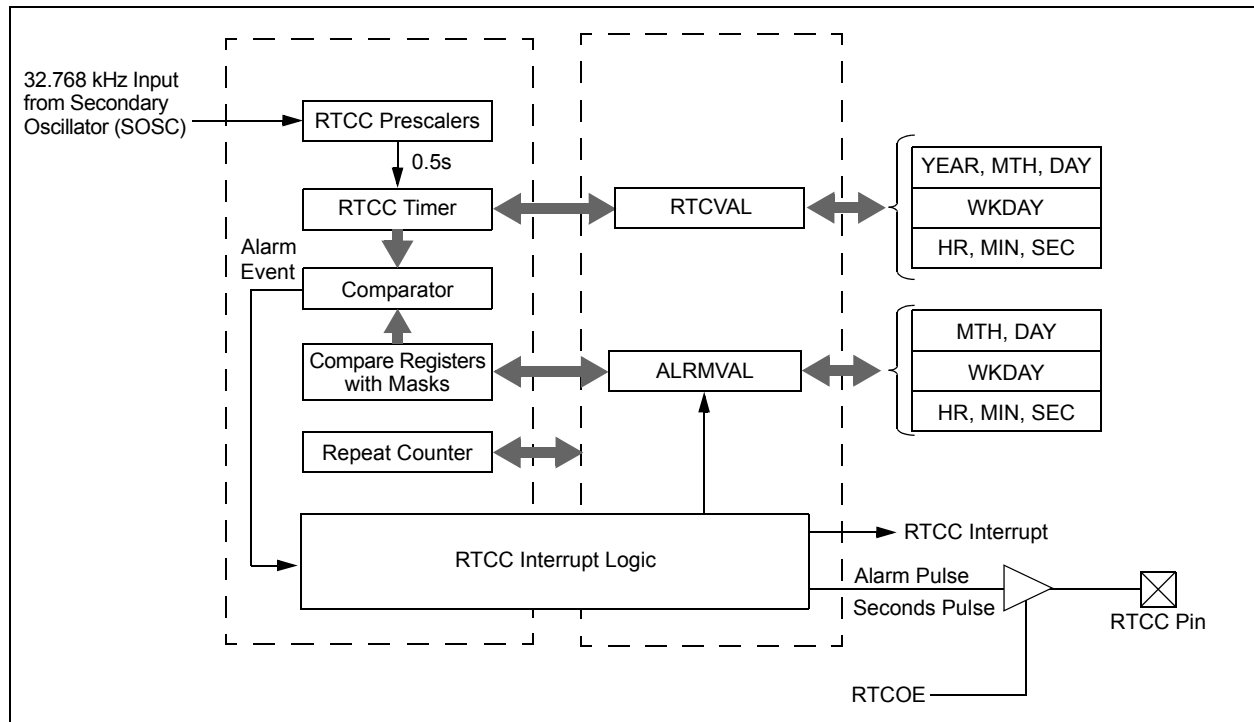 32.768 kHz Input
from Secondary
Oscillator (SOSC)
RTCC Prescalers
0.5s
RTCC Timer
RTCVAL
YEAR, MTH, DAY
WKDAY
HR, MIN, SEC
Alarm
Event
Comparator
Compare Registers
with Masks
ALRMVAL
MTH, DAY
WKDAY
HR, MIN, SEC
Repeat Counter
RTCC Interrupt Logic
RTCC Interrupt
Alarm Pulse
Seconds Pulse
RTCC Pin
RTCOE